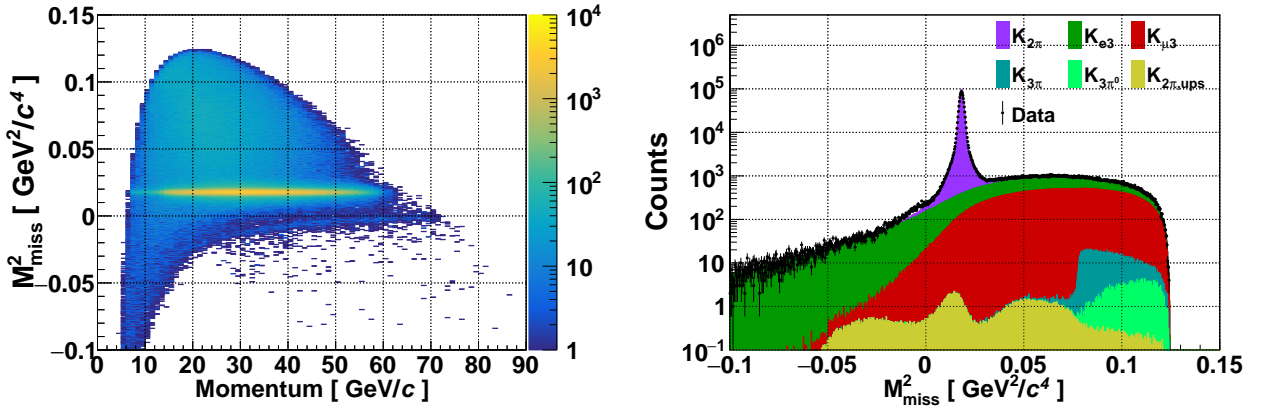 0.15
0.1
0.05
0
−0.05
−0.1
M²miss [ GeV²/c⁴ ]
0 10 20 30 40 50 60 70 80 90
Momentum [ GeV/c ]
10⁴
10³
10²
10
1
10⁶
10⁵
10⁴
10³
10²
10
1
10⁻¹
Counts
K2π Ke3 Kμ3
K3π K3π⁰ K2π,ups
Data
−0.1 −0.05 0 0.05 0.1 0.15
M²miss [ GeV²/c⁴ ]